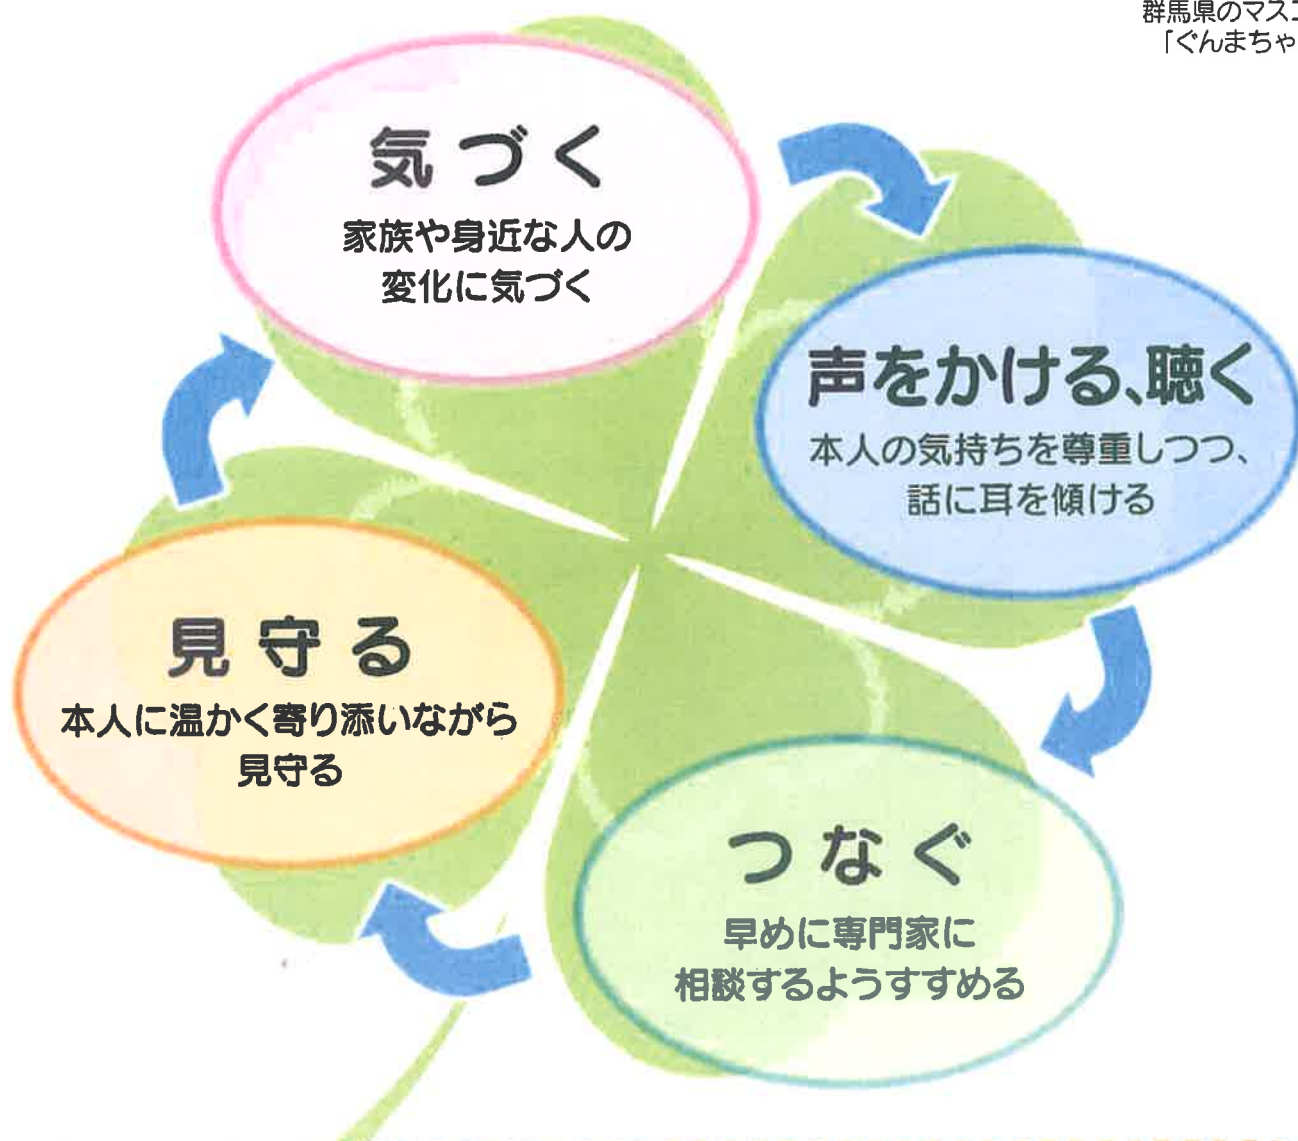 群馬県のマス
「ぐんまちゃ
気づく
家族や身近な人の
変化に気づく
声をかける、聴く
本人の気持ちを尊重しつつ、
話に耳を傾ける
つなぐ
早めに専門家に
相談するようすすめる
見守る
本人に温かく寄り添いながら
見守る